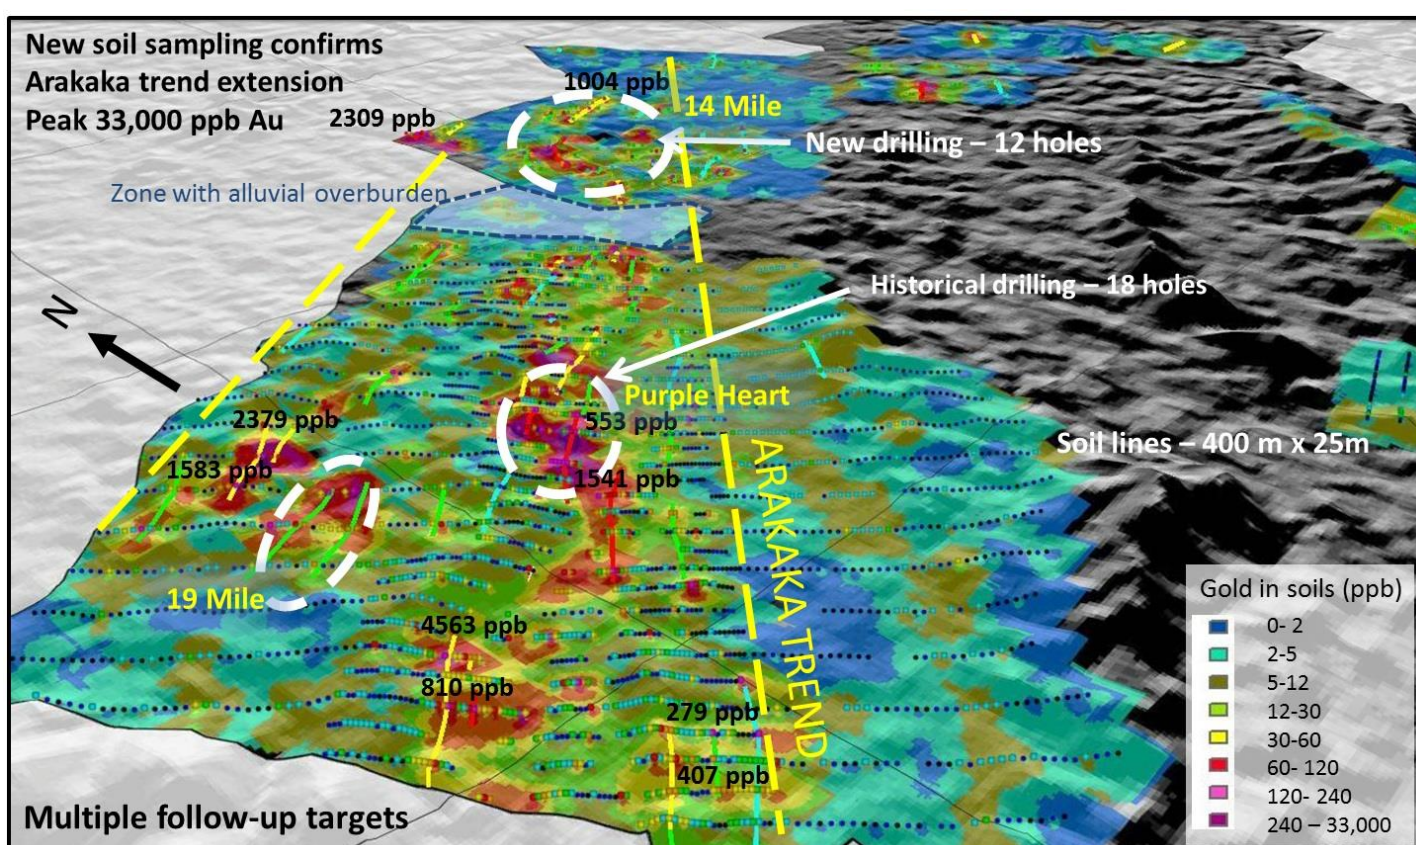 New soil sampling confirms
Arakaka trend extension
Peak 33,000 ppb Au
2309 ppb
1004 ppb
14 Mile
New drilling – 12 holes
Zone with alluvial overburden
Historical drilling – 18 holes
N
Purple Heart
2379 ppb
553 ppb
1583 ppb
1541 ppb
Soil lines – 400 m x 25m
ARAKAKA TREND
19 Mile
4563 ppb
810 ppb
279 ppb
407 ppb
Gold in soils (ppb)
0- 2
2-5
5-12
12-30
30-60
60- 120
120- 240
240 – 33,000
Multiple follow-up targets